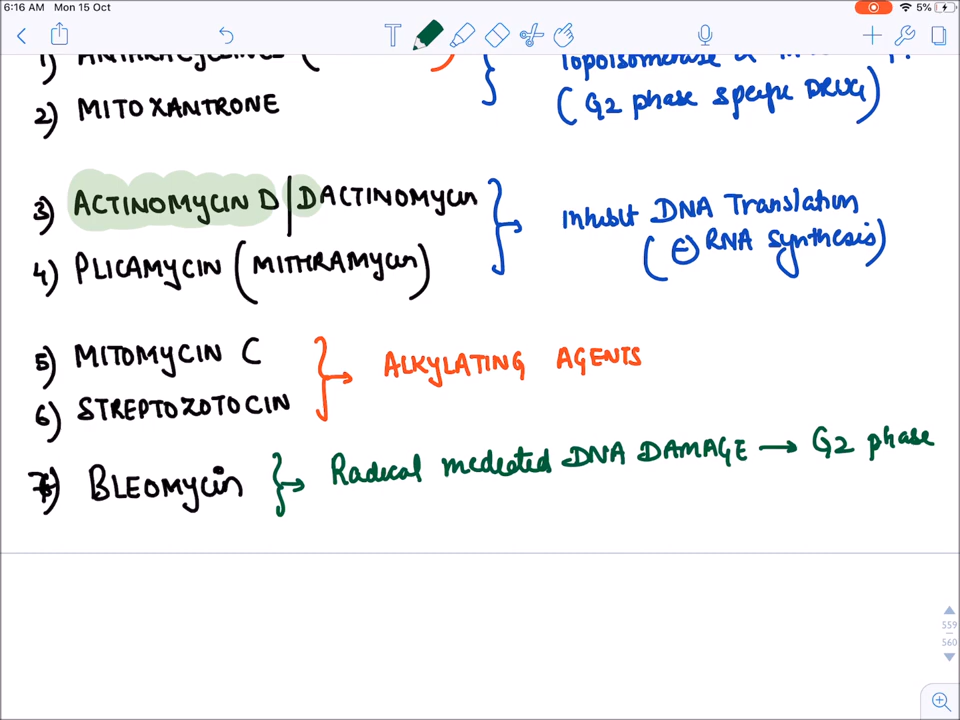 6:16 AM Mon 15 Oct 5%
T
1) ANTHRACYCLINES (
Topoisomerase
2) MITOXANTRONE
(G2 phase specific DRUG)
3) ACTINOMYCIN D | DACTINOMYCIN
Inhibit DNA Translation
4) PLICAMYCIN (MITHRAMYCIN)
(⊖ RNA synthesis)
5) MITOMYCIN C
ALKYLATING AGENTS
6) STREPTOZOTOCIN
7) BLEOMYCIN
Radical mediated DNA DAMAGE → G2 phase
559
560